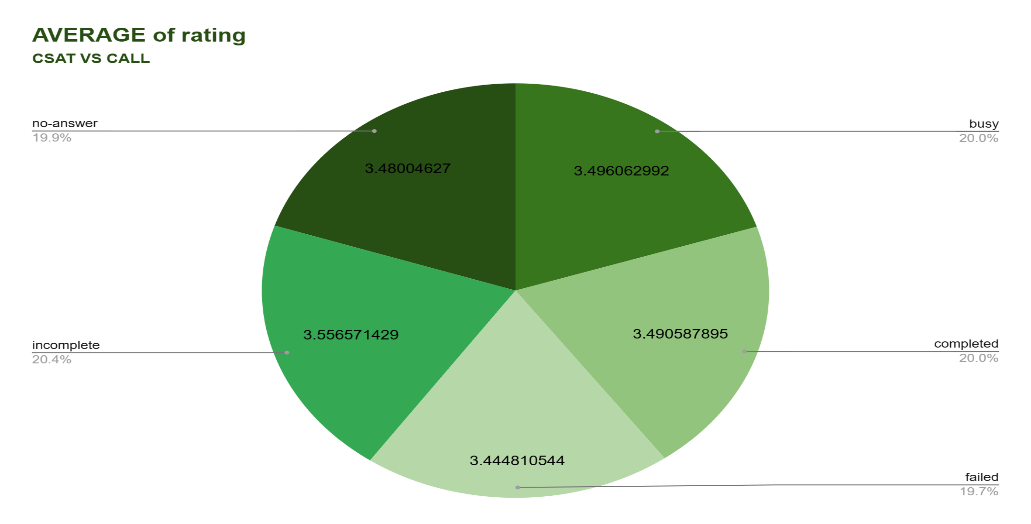 AVERAGE of rating
CSAT VS CALL
no-answer
19.9%
busy
20.0%
3.48004627
3.496062992
incomplete
20.4%
3.556571429
3.490587895
completed
20.0%
3.444810544
failed
19.7%